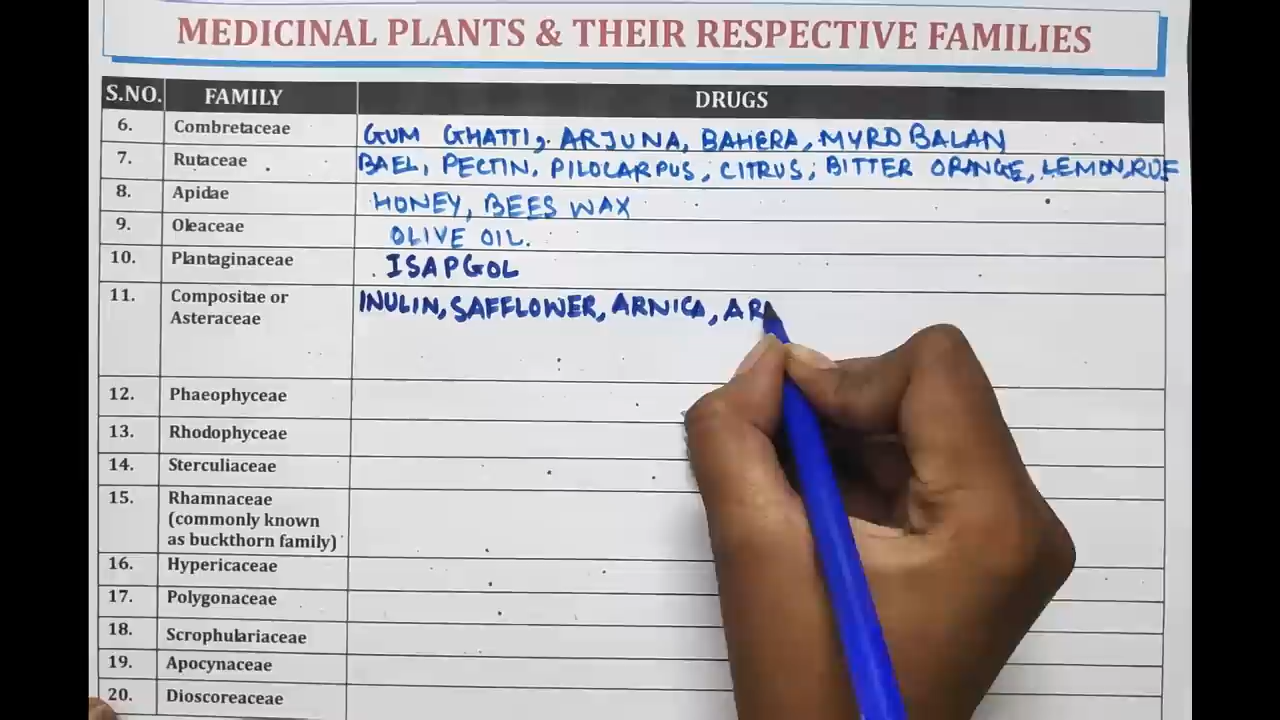 MEDICINAL PLANTS & THEIR RESPECTIVE FAMILIES
S.NO. FAMILY DRUGS
6. Combretaceae GUM GHATTI, ARJUNA, BAHERA, MYROBALAN
7. Rutaceae BAEL, PECTIN, PILOCARPUS, CITRUS, BITTER ORANGE, LEMON, RUE
8. Apidae HONEY, BEES WAX
9. Oleaceae OLIVE OIL.
10. Plantaginaceae ISAPGOL
11. Compositae or INULIN, SAFFLOWER, ARNICA, AR
Asteraceae
12. Phaeophyceae
13. Rhodophyceae
14. Sterculiaceae
15. Rhamnaceae
(commonly known
as buckthorn family)
16. Hypericaceae
17. Polygonaceae
18. Scrophulariaceae
19. Apocynaceae
20. Dioscoreaceae